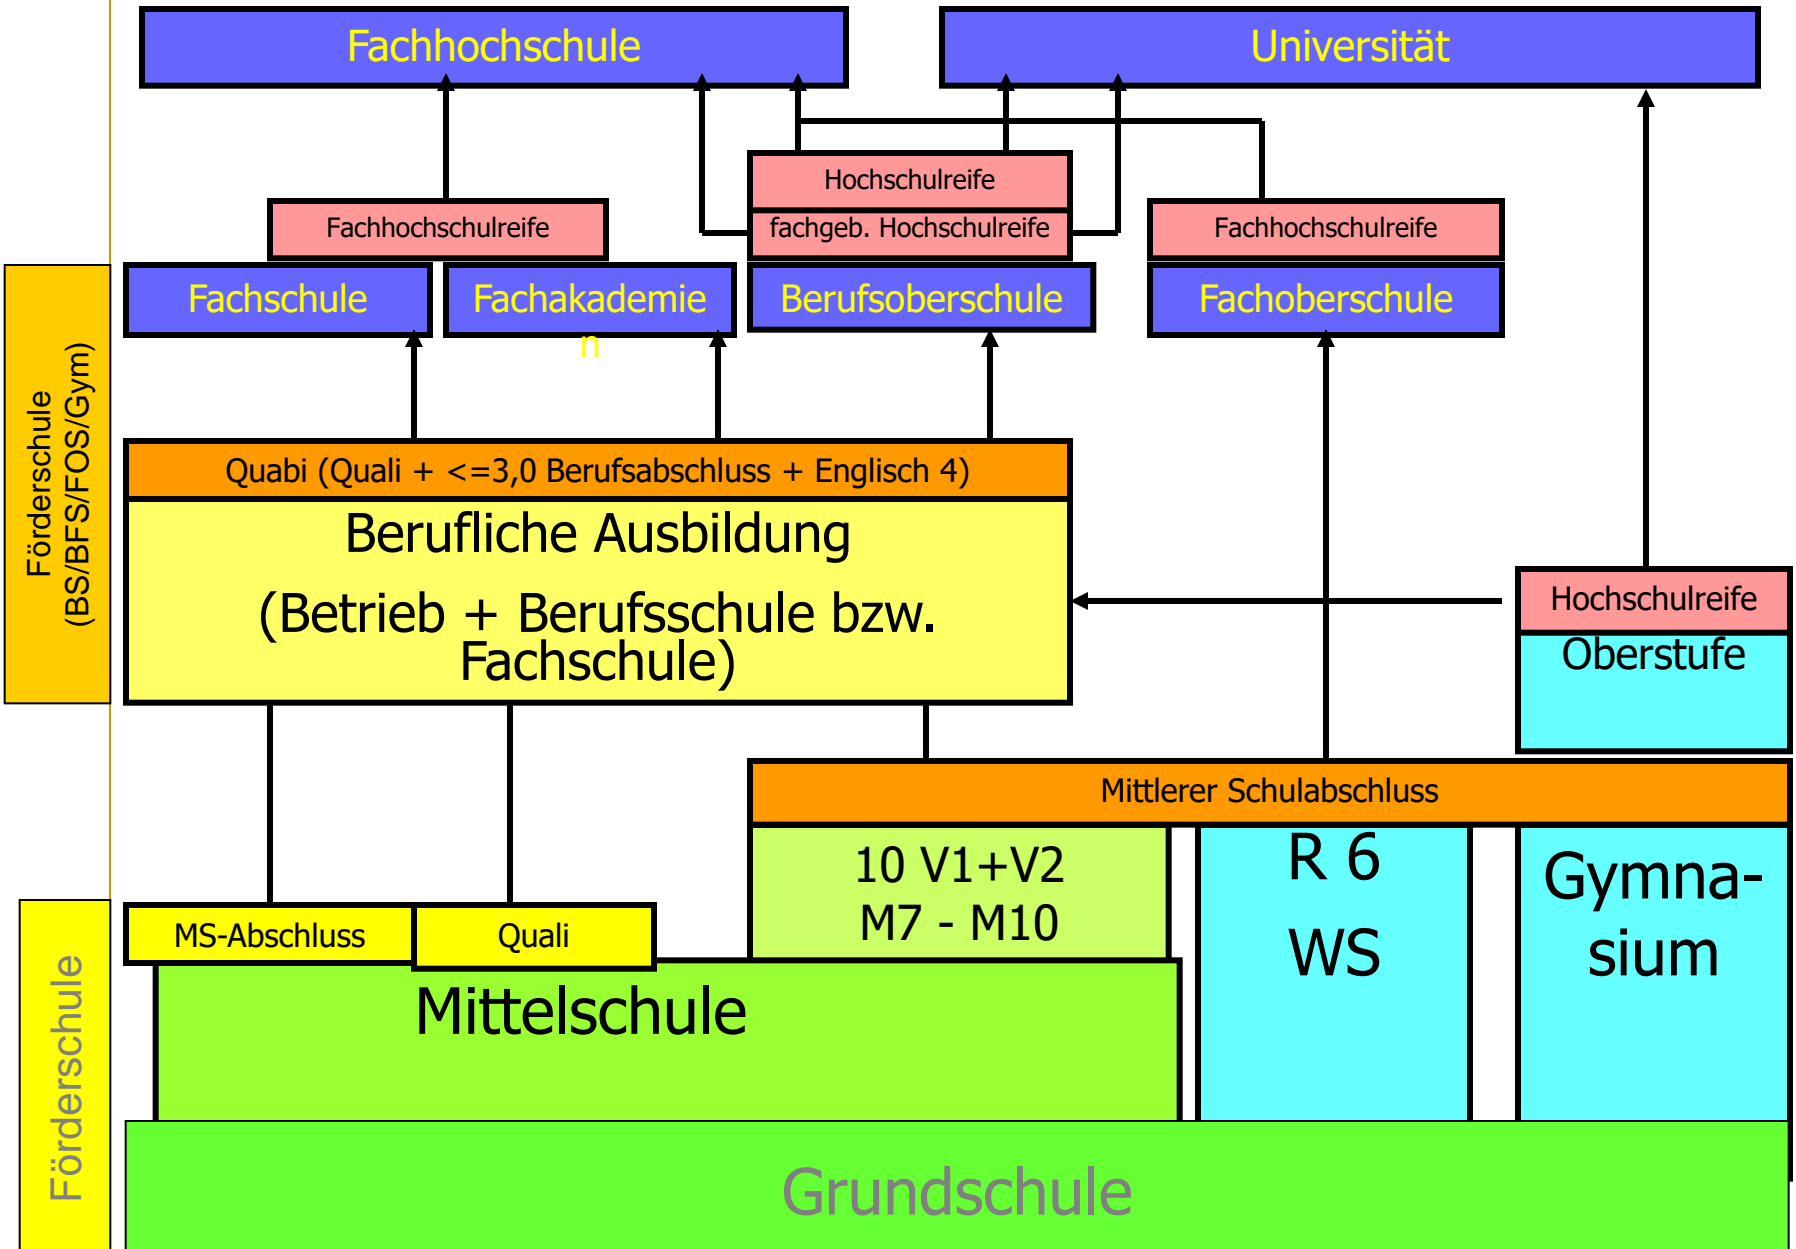 Fachhochschule
Universität
Hochschulreife
fachgeb. Hochschulreife
Fachhochschulreife
Fachhochschulreife
Fachschule
Fachakademie
n
Berufsoberschule
Fachoberschule
Förderschule
(BS/BFS/FOS/Gym)
Quabi (Quali + <=3,0 Berufsabschluss + Englisch 4)
Berufliche Ausbildung
(Betrieb + Berufsschule bzw.
Fachschule)
Hochschulreife
Oberstufe
Mittlerer Schulabschluss
10 V1+V2
M7 - M10
R 6
WS
Gymna-
sium
MS-Abschluss
Quali
Mittelschule
Förderschule
Grundschule